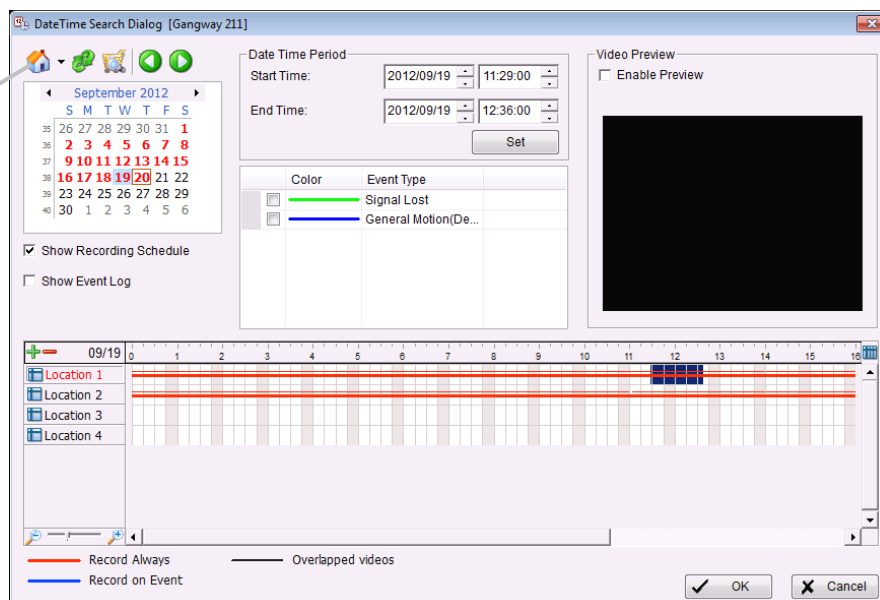 DateTime Search Dialog [Gangway 211]
Date Time Period
Start Time: 2012/09/19 11:29:00
End Time: 2012/09/19 12:36:00
Set
Video Preview
Enable Preview
September 2012
S M T W T F S
35 26 27 28 29 30 31 1
36 2 3 4 5 6 7 8
37 9 10 11 12 13 14 15
38 16 17 18 19 20 21 22
39 23 24 25 26 27 28 29
40 30 1 2 3 4 5 6
Show Recording Schedule
Show Event Log
Color Event Type
Signal Lost
General Motion(De...
09/19 0 1 2 3 4 5 6 7 8 9 10 11 12 13 14 15 16
Location 1
Location 2
Location 3
Location 4
Record Always Overlapped videos
Record on Event
OK Cancel